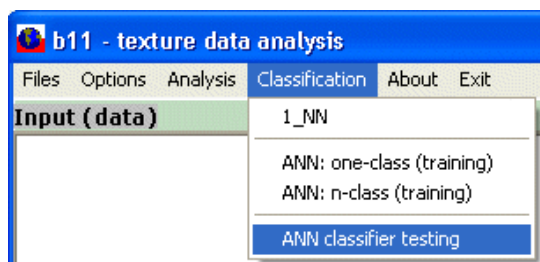 b11 - texture data analysis
Files Options Analysis Classification About Exit
Input (data)
1_NN
ANN: one-class (training)
ANN: n-class (training)
ANN classifier testing